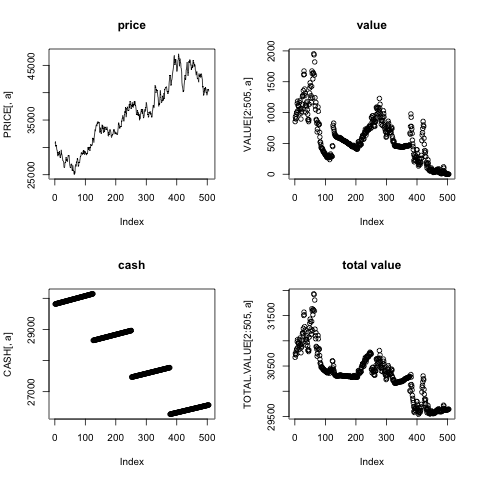 price
PRICE[, a]
45000
35000
25000
0 100 200 300 400 500
Index
value
VALUE[2:505, a]
2000
1500
1000
500
0
0 100 200 300 400 500
Index
cash
CASH[, a]
29000
27000
0 100 200 300 400 500
Index
total value
TOTAL.VALUE[2:505, a]
31500
30500
29500
0 100 200 300 400 500
Index